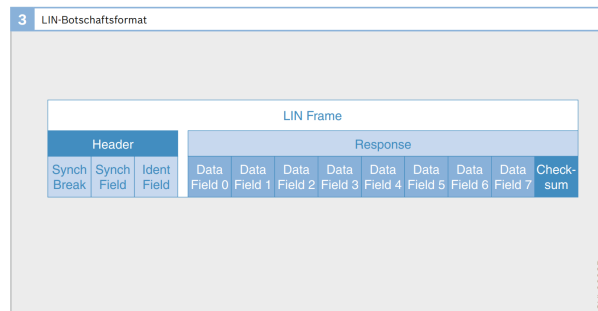 3 LIN-Botschaftsformat
LIN Frame
Header
Response
Synch Break
Synch Field
Ident Field
Data Field 0
Data Field 1
Data Field 2
Data Field 3
Data Field 4
Data Field 5
Data Field 6
Data Field 7
Check-
sum